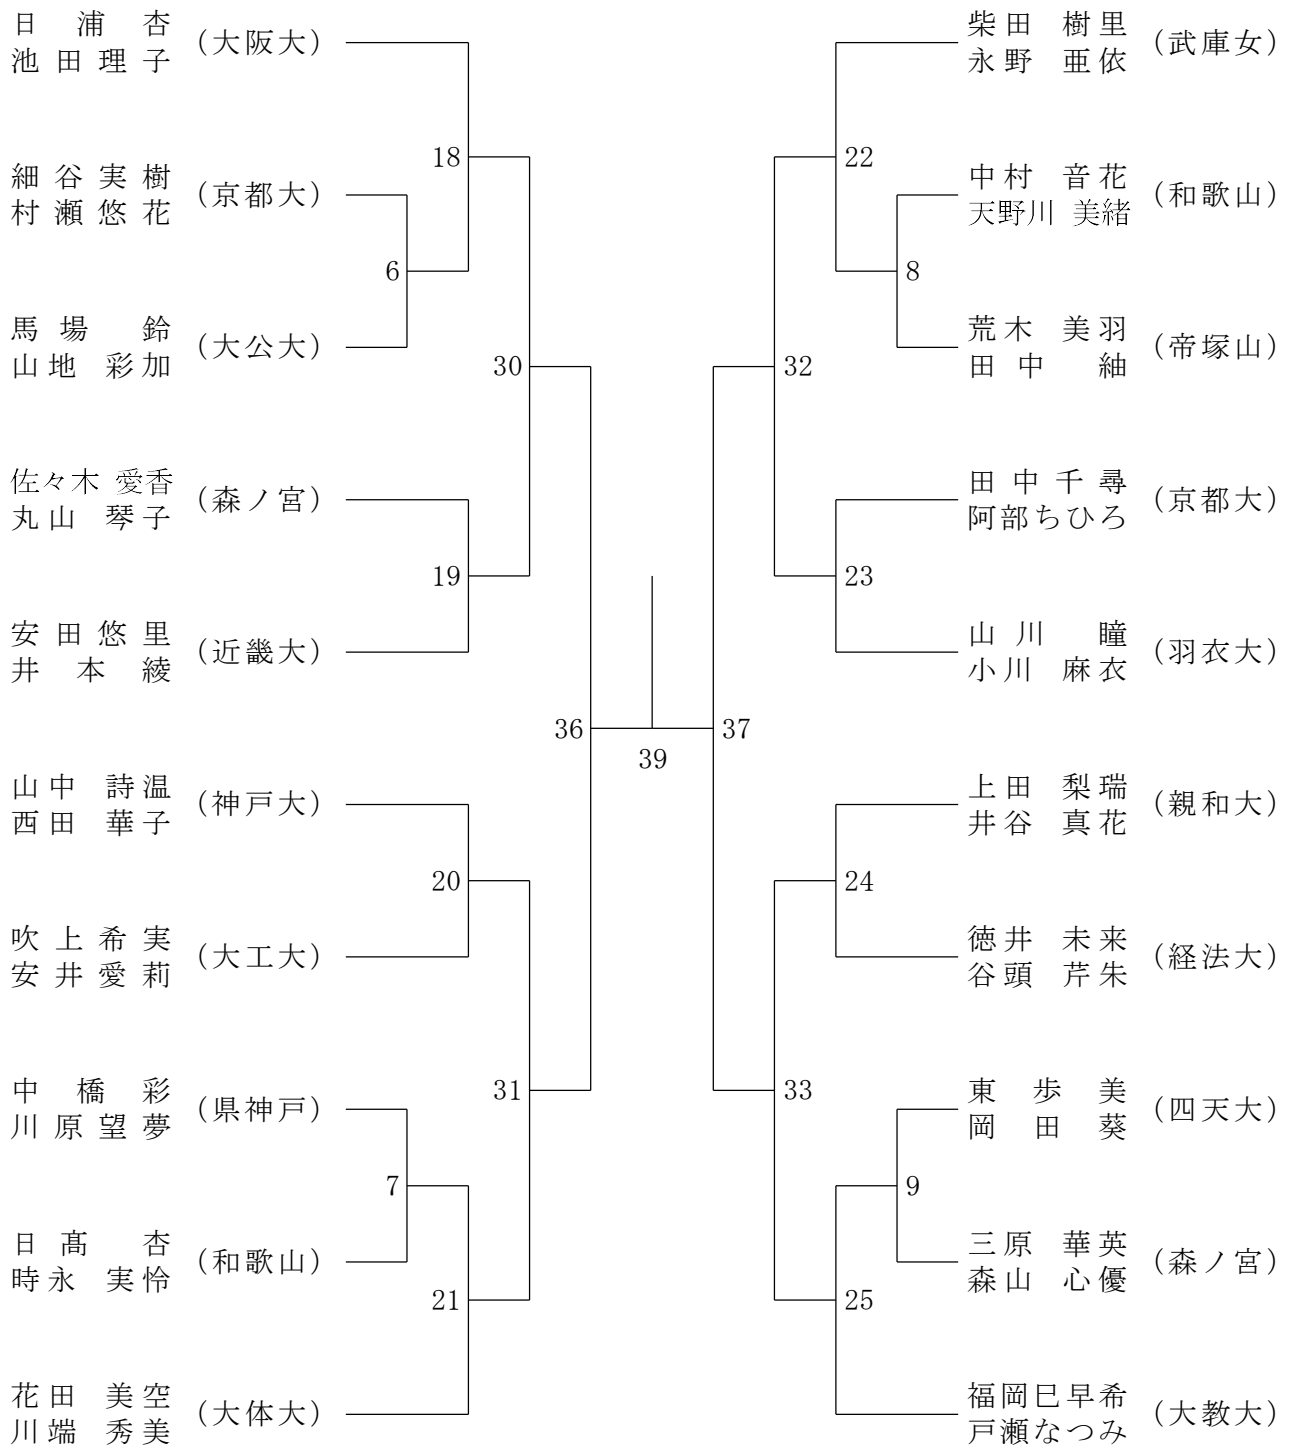 日浦 杏
池田理子
(大阪大)
細谷実樹
村瀬悠花
(京都大)
馬場 鈴
山地 彩加
(大公大)
佐々木 愛香
丸山 琴子
(森ノ宮)
安田悠里
井本 綾
(近畿大)
山中 詩温
西田 華子
(神戸大)
吹上希実
安井愛莉
(大工大)
中橋 彩
川原望夢
(県神戸)
日髙 杏
時永 実怜
(和歌山)
花田 美空
川端 秀美
(大体大)
18
6
30
19
36
20
31
7
21
39
37
22
8
32
23
24
33
9
25
柴田 樹里
永野 亜依
(武庫女)
中村 音花
天野川 美緒
(和歌山)
荒木 美羽
田中 紬
(帝塚山)
田中千尋
阿部ちひろ
(京都大)
山川 瞳
小川 麻衣
(羽衣大)
上田 梨瑞
井谷 真花
(親和大)
徳井 未来
谷頭 芹朱
(経法大)
東 歩美
岡田 葵
(四天大)
三原 華英
森山 心優
(森ノ宮)
福岡巳早希
戸瀬なつみ
(大教大)